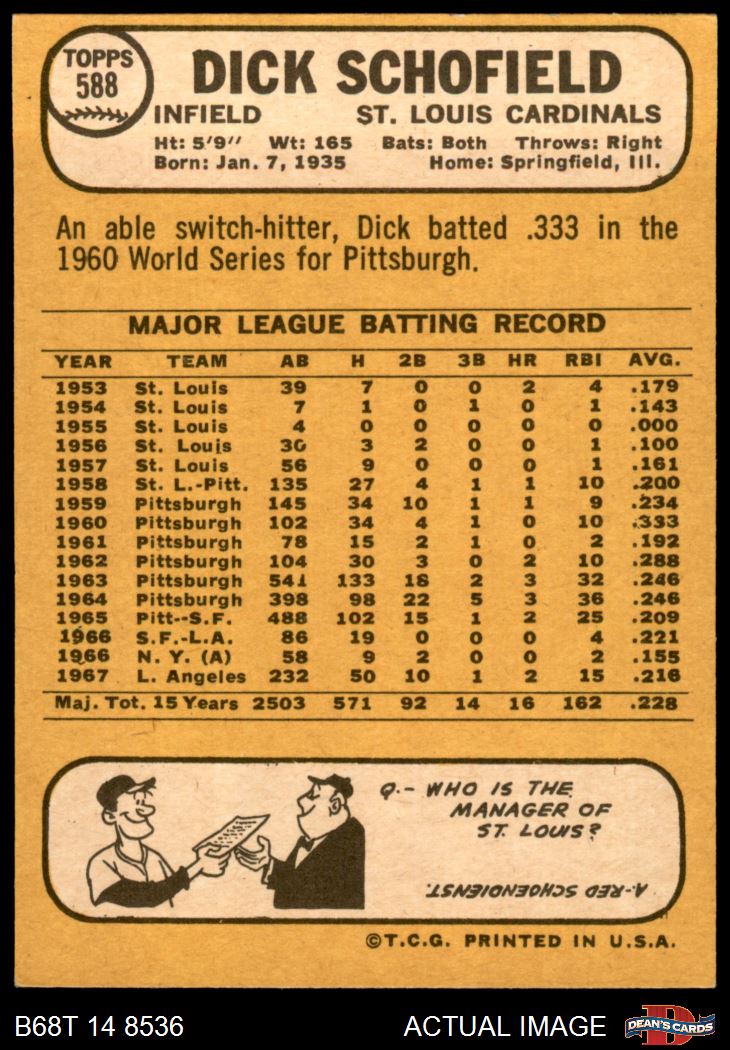 TOPPS
588
DICK SCHOFIELD
INFIELD ST. LOUIS CARDINALS
Ht: 5'9" Wt: 165 Bats: Both Throws: Right
Born: Jan. 7, 1935 Home: Springfield, Ill.
An able switch-hitter, Dick batted .333 in the
1960 World Series for Pittsburgh.
MAJOR LEAGUE BATTING RECORD
YEAR TEAM AB H 2B 3B HR RBI AVG.
1953 St. Louis 39 7 0 0 2 4 .179
1954 St. Louis 7 1 0 1 0 1 .143
1955 St. Louis 4 0 0 0 0 0 .000
1956 St. Louis 30 3 2 0 0 1 .100
1957 St. Louis 56 9 0 0 0 1 .161
1958 St. L.-Pitt. 135 27 4 1 1 10 .200
1959 Pittsburgh 145 34 10 1 1 9 .234
1960 Pittsburgh 102 34 4 1 0 10 .333
1961 Pittsburgh 78 15 2 1 0 2 .192
1962 Pittsburgh 104 30 3 0 2 10 .288
1963 Pittsburgh 541 133 18 2 3 32 .246
1964 Pittsburgh 398 98 22 5 3 36 .246
1965 Pitt--S.F. 488 102 15 1 2 25 .209
1966 S.F.-L.A. 86 19 0 0 0 4 .221
1966 N. Y. (A) 58 9 2 0 0 2 .155
1967 L. Angeles 232 50 10 1 2 15 .216
Maj. Tot. 15 Years 2503 571 92 14 16 162 .228
Q.- WHO IS THE
MANAGER OF
ST. LOUIS?
A-RED SCHOENDIENST.
©T.C.G. PRINTED IN U.S.A.
B68T 14 8536 ACTUAL IMAGE D DEAN'S CARDS